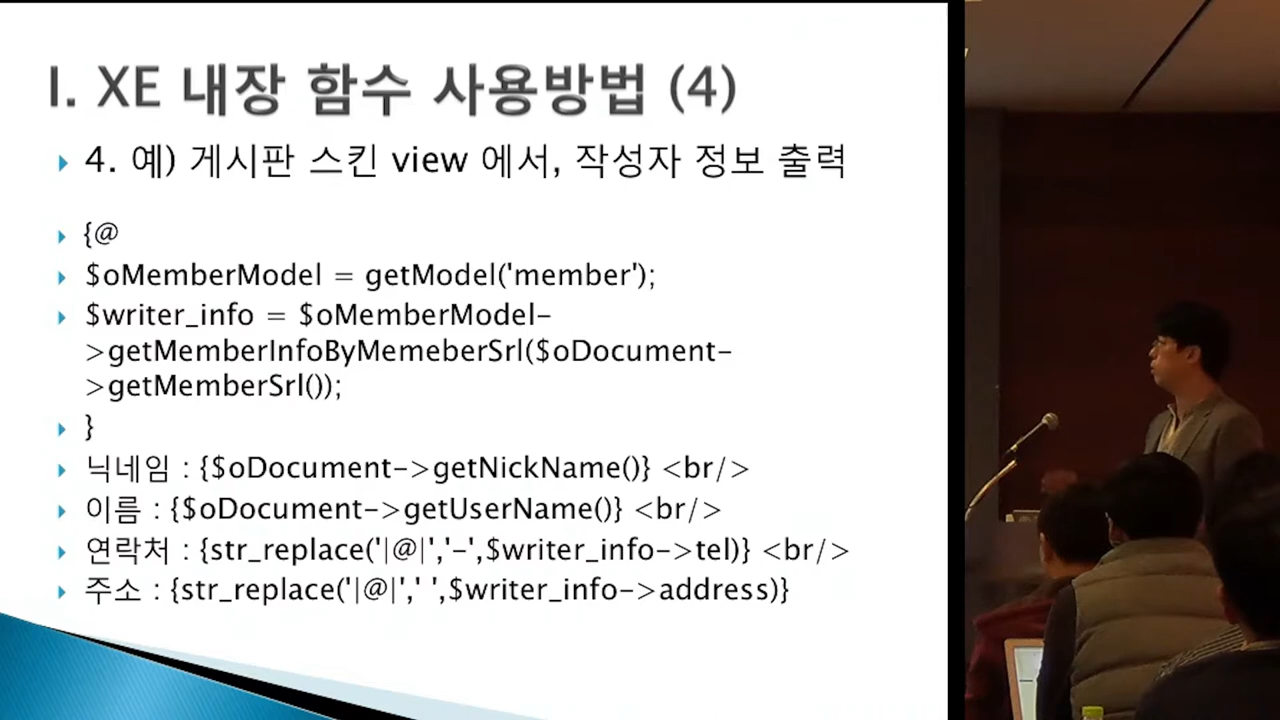 I. XE 내장 함수 사용방법 (4)
4. 예) 게시판 스킨 view 에서, 작성자 정보 출력
{@
$oMemberModel = getModel('member');
$writer_info = $oMemberModel-
>getMemberInfoByMemeberSrl($oDocument-
>getMemberSrl());
}
닉네임 : {$oDocument->getNickName()} <br/>
이름 : {$oDocument->getUserName()} <br/>
연락처 : {str_replace('|@|','-',$writer_info->tel)} <br/>
주소 : {str_replace('|@|',' ',$writer_info->address)}